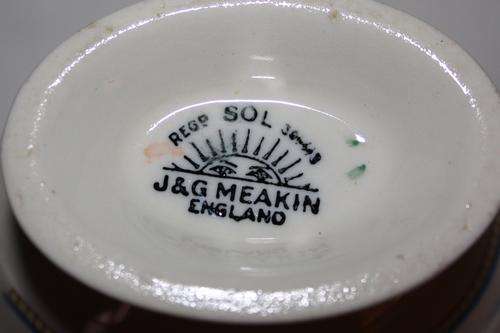 REGD SOL
J&G MEAKIN
ENGLAND